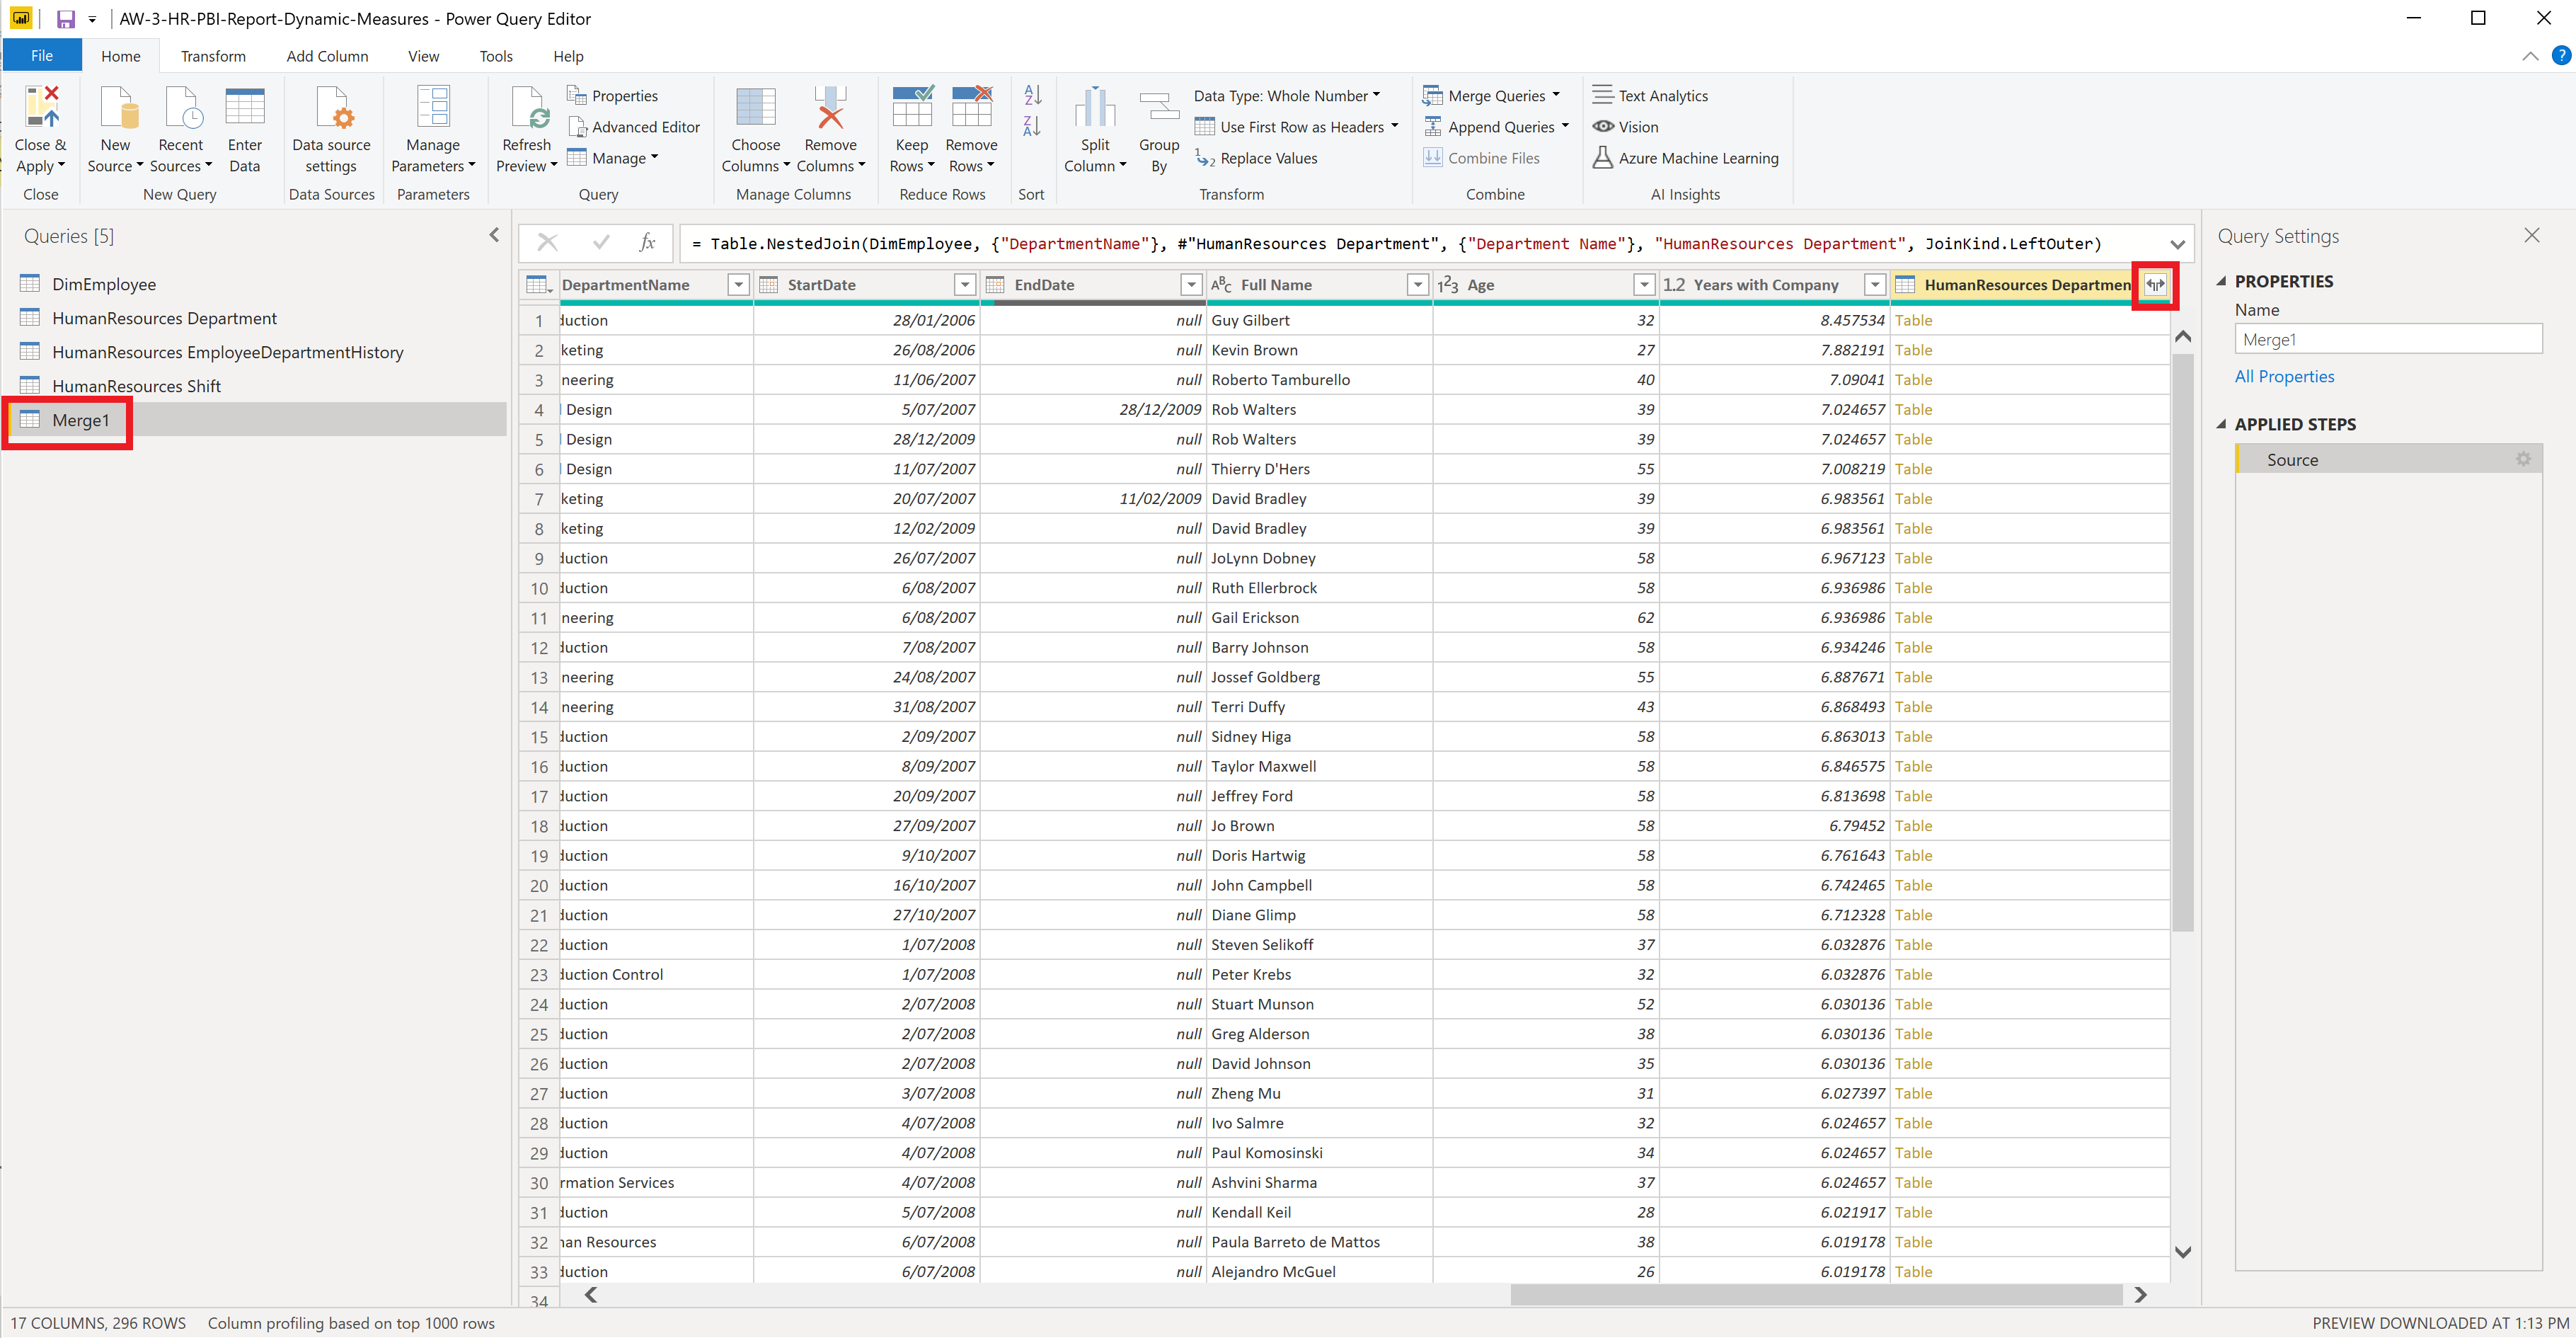 AW-3-HR-PBI-Report-Dynamic-Measures - Power Query Editor
File Home Transform Add Column View Tools Help
Close & Apply
New Source
Recent Sources
Enter Data
Data source settings
Manage Parameters
Refresh Preview
Properties
Advanced Editor
Manage
Choose Columns
Remove Columns
Keep Rows
Remove Rows
Split Column
Group By
Data Type: Whole Number
Use First Row as Headers
Replace Values
Merge Queries
Append Queries
Combine Files
Text Analytics
Vision
Azure Machine Learning
Close New Query Data Sources Parameters Query Manage Columns Reduce Rows Sort Transform Combine AI Insights
Queries [5]
DimEmployee
HumanResources Department
HumanResources EmployeeDepartmentHistory
HumanResources Shift
Merge1
= Table.NestedJoin(DimEmployee, {"DepartmentName"}, #"HumanResources Department", {"Department Name"}, "HumanResources Department", JoinKind.LeftOuter)
DepartmentName StartDate EndDate ABC Full Name 123 Age 1.2 Years with Company HumanResources Departmen
1 duction 28/01/2006 null Guy Gilbert 32 8.457534 Table
2 keting 26/08/2006 null Kevin Brown 27 7.882191 Table
3 neering 11/06/2007 null Roberto Tamburello 40 7.09041 Table
4 l Design 5/07/2007 28/12/2009 Rob Walters 39 7.024657 Table
5 l Design 28/12/2009 null Rob Walters 39 7.024657 Table
6 l Design 11/07/2007 null Thierry D'Hers 55 7.008219 Table
7 keting 20/07/2007 11/02/2009 David Bradley 39 6.983561 Table
8 keting 12/02/2009 null David Bradley 39 6.983561 Table
9 duction 26/07/2007 null JoLynn Dobney 58 6.967123 Table
10 duction 6/08/2007 null Ruth Ellerbrock 58 6.936986 Table
11 neering 6/08/2007 null Gail Erickson 62 6.936986 Table
12 duction 7/08/2007 null Barry Johnson 58 6.934246 Table
13 neering 24/08/2007 null Jossef Goldberg 55 6.887671 Table
14 neering 31/08/2007 null Terri Duffy 43 6.868493 Table
15 duction 2/09/2007 null Sidney Higa 58 6.863013 Table
16 duction 8/09/2007 null Taylor Maxwell 58 6.846575 Table
17 duction 20/09/2007 null Jeffrey Ford 58 6.813698 Table
18 duction 27/09/2007 null Jo Brown 58 6.79452 Table
19 duction 9/10/2007 null Doris Hartwig 58 6.761643 Table
20 duction 16/10/2007 null John Campbell 58 6.742465 Table
21 duction 27/10/2007 null Diane Glimp 58 6.712328 Table
22 duction 1/07/2008 null Steven Selikoff 37 6.032876 Table
23 duction Control 1/07/2008 null Peter Krebs 32 6.032876 Table
24 duction 2/07/2008 null Stuart Munson 52 6.030136 Table
25 duction 2/07/2008 null Greg Alderson 38 6.030136 Table
26 duction 2/07/2008 null David Johnson 35 6.030136 Table
27 duction 3/07/2008 null Zheng Mu 31 6.027397 Table
28 duction 4/07/2008 null Ivo Salmre 32 6.024657 Table
29 duction 4/07/2008 null Paul Komosinski 34 6.024657 Table
30 rmation Services 4/07/2008 null Ashvini Sharma 37 6.024657 Table
31 duction 5/07/2008 null Kendall Keil 28 6.021917 Table
32 nan Resources 6/07/2008 null Paula Barreto de Mattos 38 6.019178 Table
33 duction 6/07/2008 null Alejandro McGuel 26 6.019178 Table
34
Query Settings
PROPERTIES
Name
Merge1
All Properties
APPLIED STEPS
Source
17 COLUMNS, 296 ROWS Column profiling based on top 1000 rows PREVIEW DOWNLOADED AT 1:13 PM